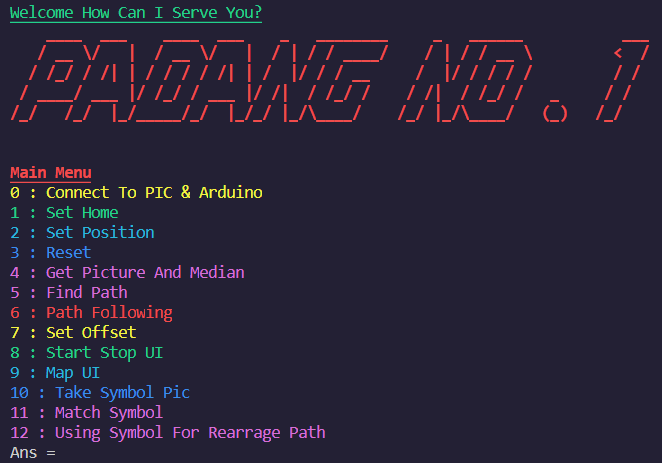 Welcome How Can I Serve You?
PADANG NO. 1
Main Menu
0 : Connect To PIC & Arduino
1 : Set Home
2 : Set Position
3 : Reset
4 : Get Picture And Median
5 : Find Path
6 : Path Following
7 : Set Offset
8 : Start Stop UI
9 : Map UI
10 : Take Symbol Pic
11 : Match Symbol
12 : Using Symbol For Rearrage Path
Ans =